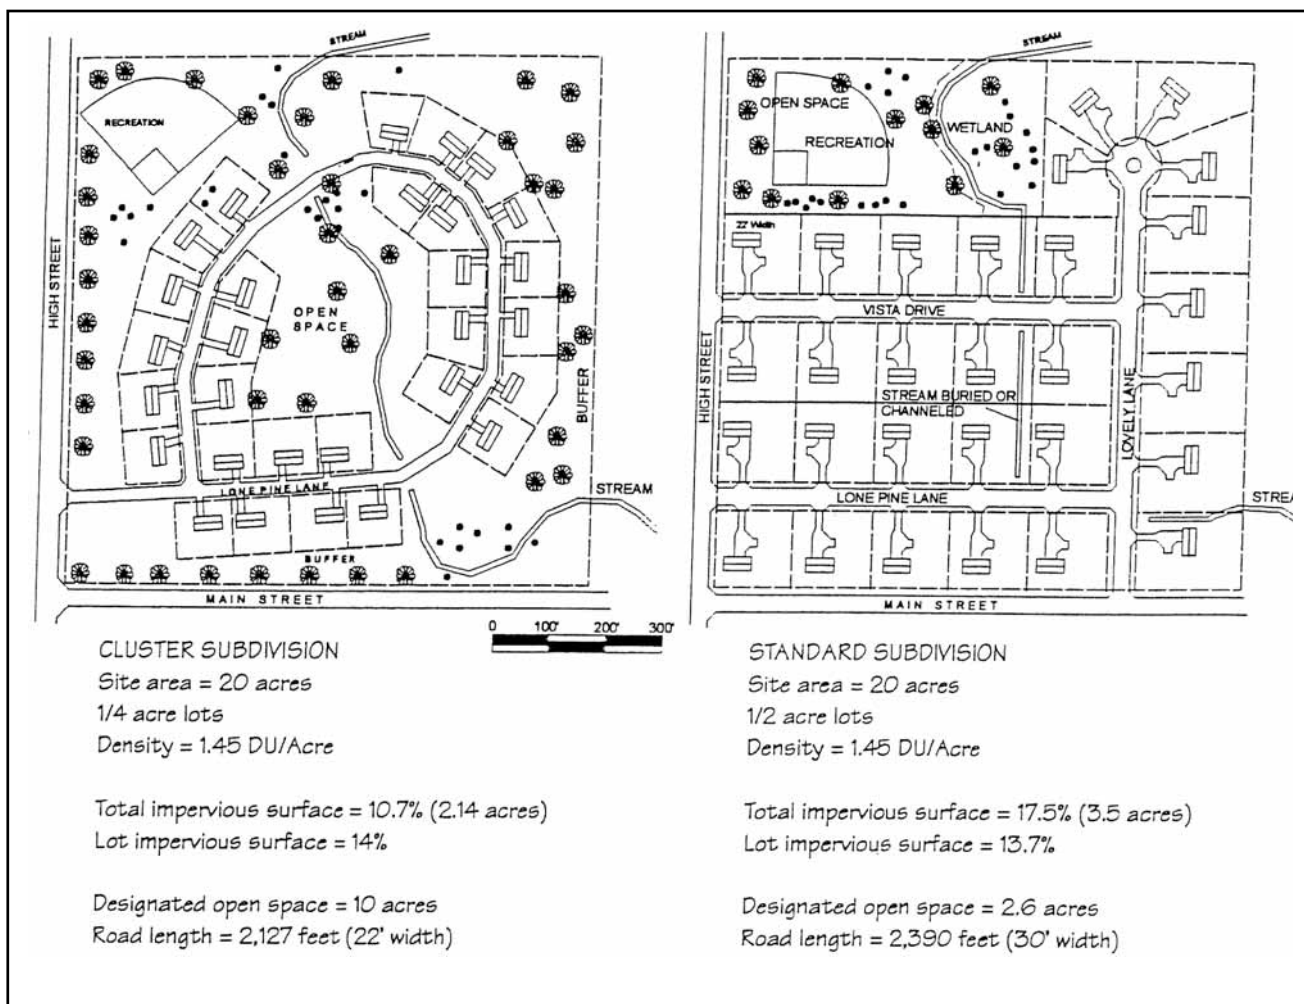 STREAM
RECREATION
HIGH STREET
OPEN
SPACE
BUFFER
LONE PINE LANE
STREAM
BUFFER
MAIN STREET
0 100' 200' 300'
CLUSTER SUBDIVISION
Site area = 20 acres
1/4 acre lots
Density = 1.45 DU/Acre
Total impervious surface = 10.7% (2.14 acres)
Lot impervious surface = 14%
Designated open space = 10 acres
Road length = 2,127 feet (22' width)
STREAM
OPEN SPACE
RECREATION
WETLAND
22' Width
VISTA DRIVE
HIGH STREET
STREAM BURIED OR
CHANNELED
LOVELY LANE
LONE PINE LANE
STREA
MAIN STREET
STANDARD SUBDIVISION
Site area = 20 acres
1/2 acre lots
Density = 1.45 DU/Acre
Total impervious surface = 17.5% (3.5 acres)
Lot impervious surface = 13.7%
Designated open space = 2.6 acres
Road length = 2,390 feet (30' width)